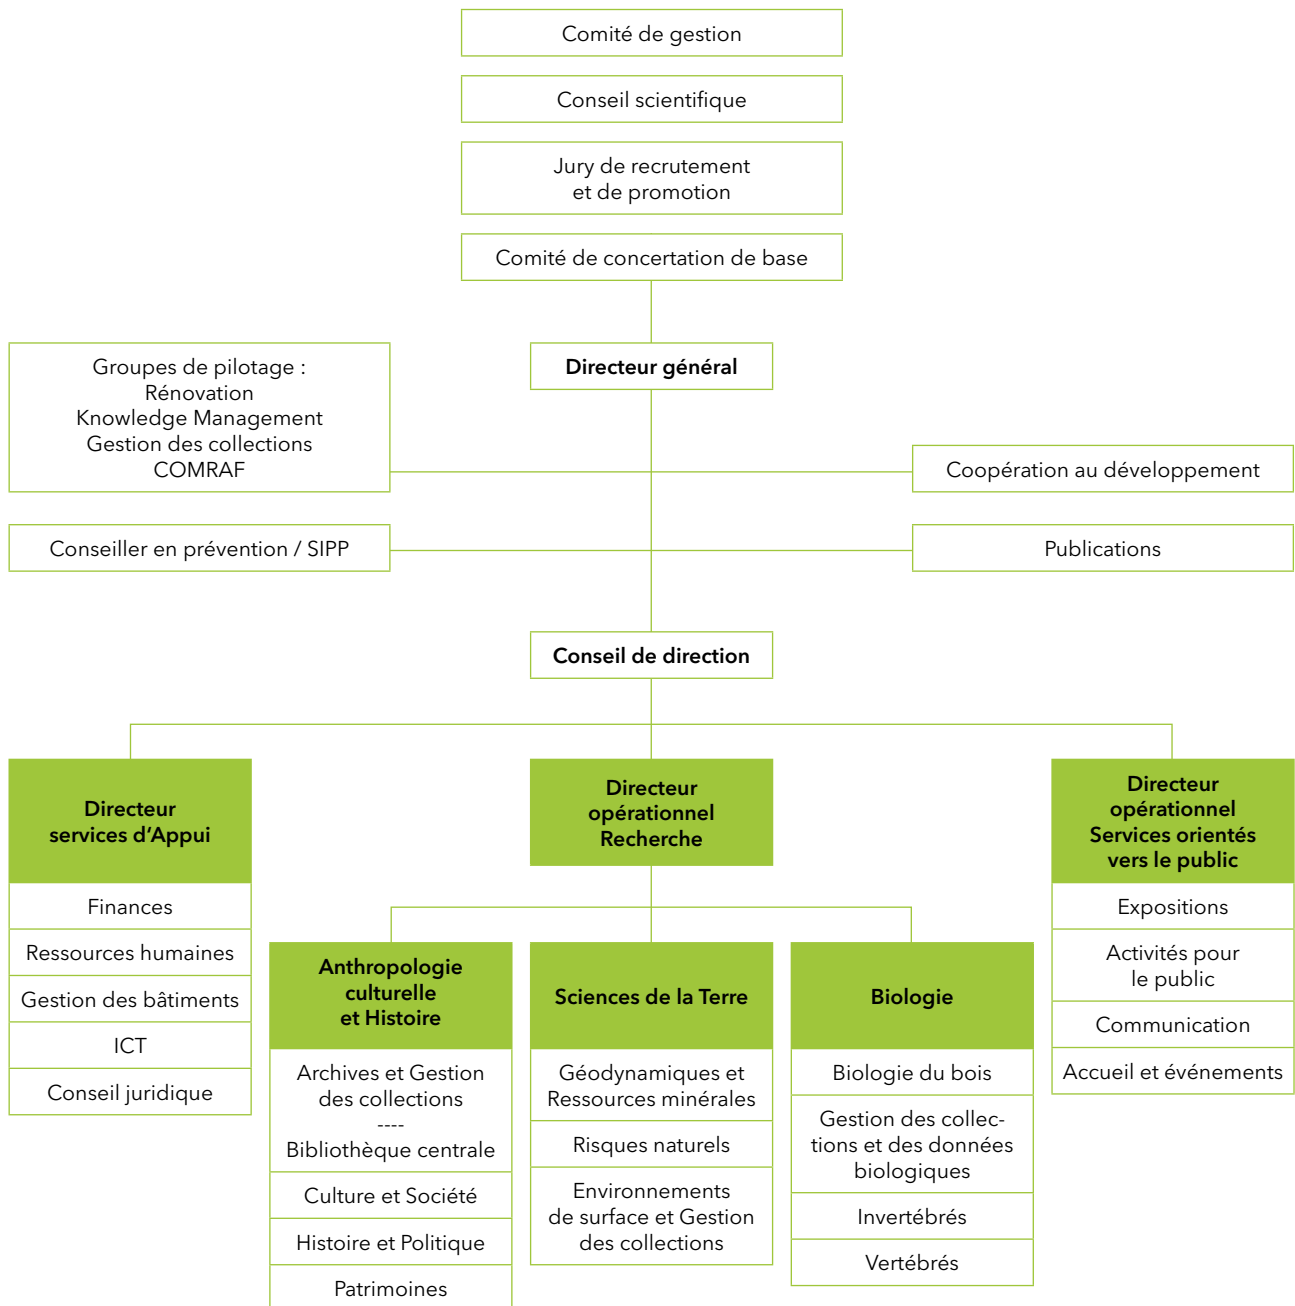 Comité de gestion
Conseil scientifique
Jury de recrutement
et de promotion
Comité de concertation de base
Groupes de pilotage :
Rénovation
Knowledge Management
Gestion des collections
COMRAF
Directeur général
Coopération au développement
Conseiller en prévention / SIPP
Publications
Conseil de direction
Directeur
services d'Appui
Finances
Ressources humaines
Gestion des bâtiments
ICT
Conseil juridique
Directeur
opérationnel
Recherche
Anthropologie
culturelle
et Histoire
Archives et Gestion
des collections
----
Bibliothèque centrale
Culture et Société
Histoire et Politique
Patrimoines
Sciences de la Terre
Géodynamiques et
Ressources minérales
Risques naturels
Environnements
de surface et Gestion
des collections
Biologie
Biologie du bois
Gestion des collec-
tions et des données
biologiques
Invertébrés
Vertébrés
Directeur
opérationnel
Services orientés
vers le public
Expositions
Activités pour
le public
Communication
Accueil et événements